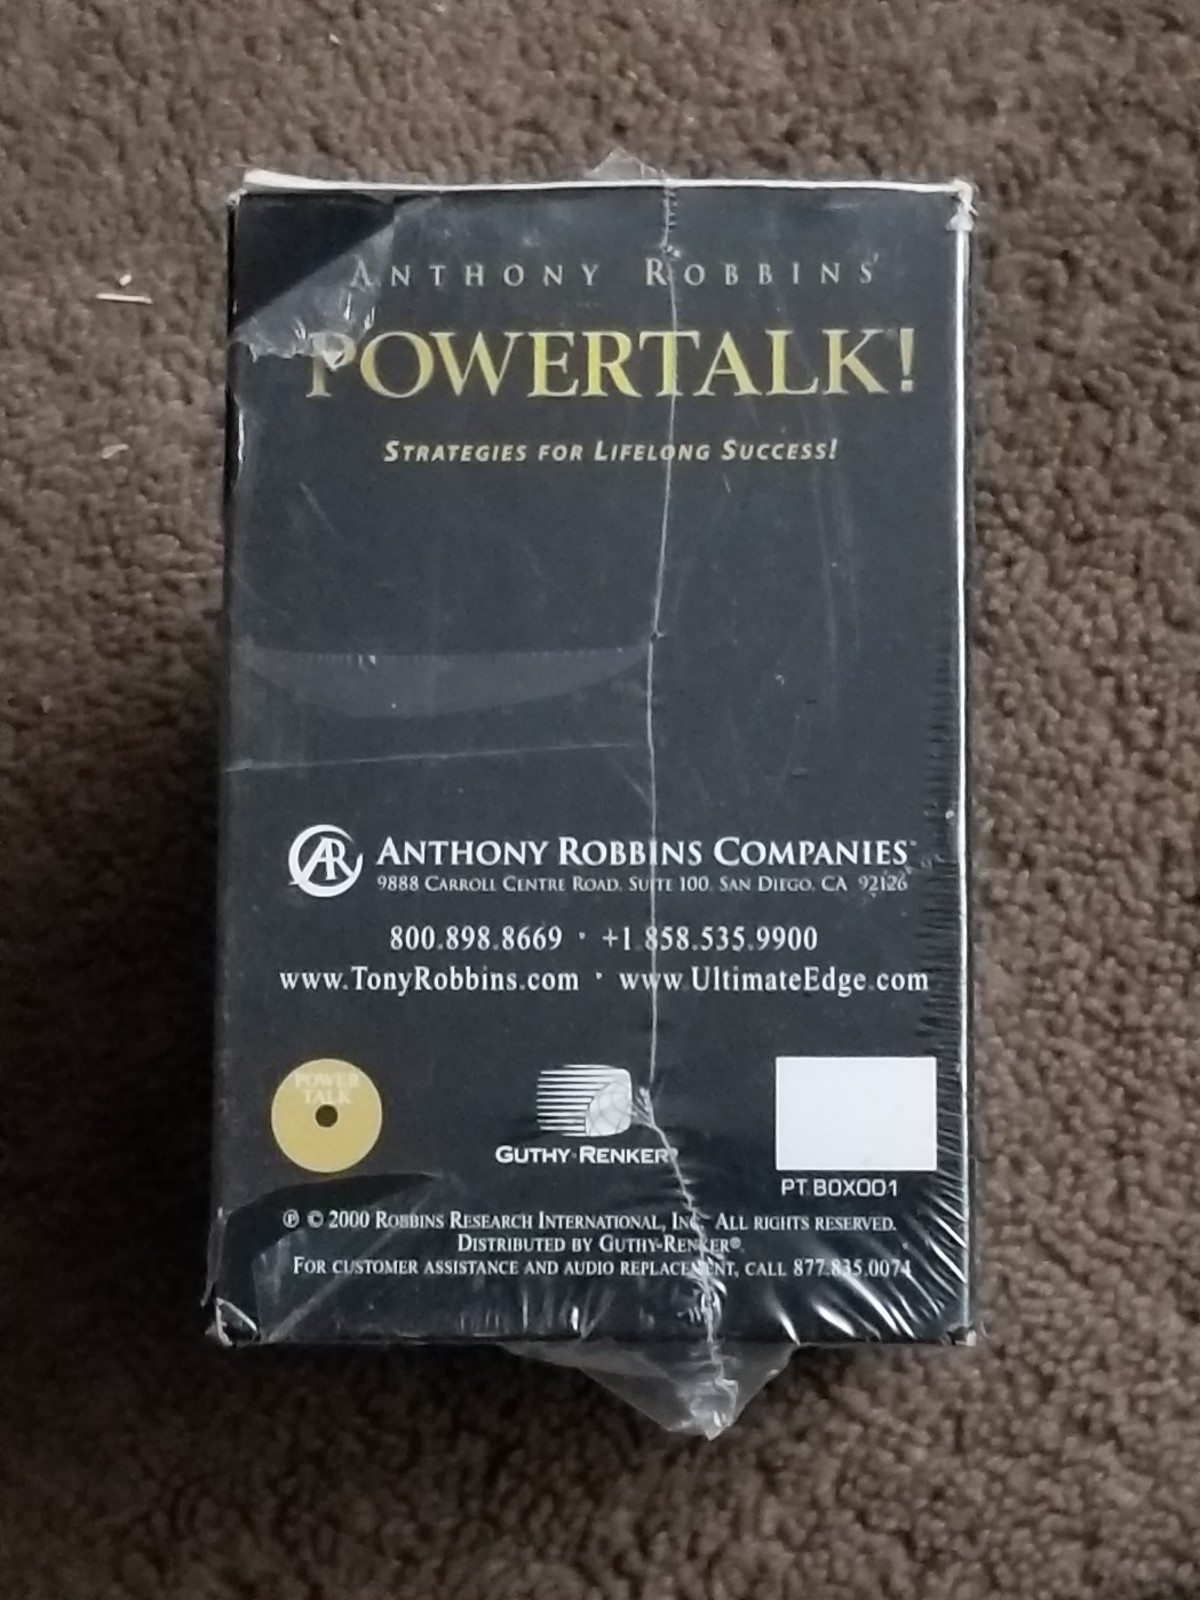 ANTHONY ROBBINS'
POWERTALK!
STRATEGIES FOR LIFELONG SUCCESS!
AR ANTHONY ROBBINS COMPANIES™
9888 CARROLL CENTRE ROAD, SUITE 100, SAN DIEGO, CA 92126
800.898.8669 · +1.858.535.9900
www.TonyRobbins.com · www.UltimateEdge.com
POWER
TALK
GUTHY-RENKER®
PT BOX001
℗ © 2000 ROBBINS RESEARCH INTERNATIONAL, INC. ALL RIGHTS RESERVED.
DISTRIBUTED BY GUTHY-RENKER®.
FOR CUSTOMER ASSISTANCE AND AUDIO REPLACEMENT, CALL 877.835.0074